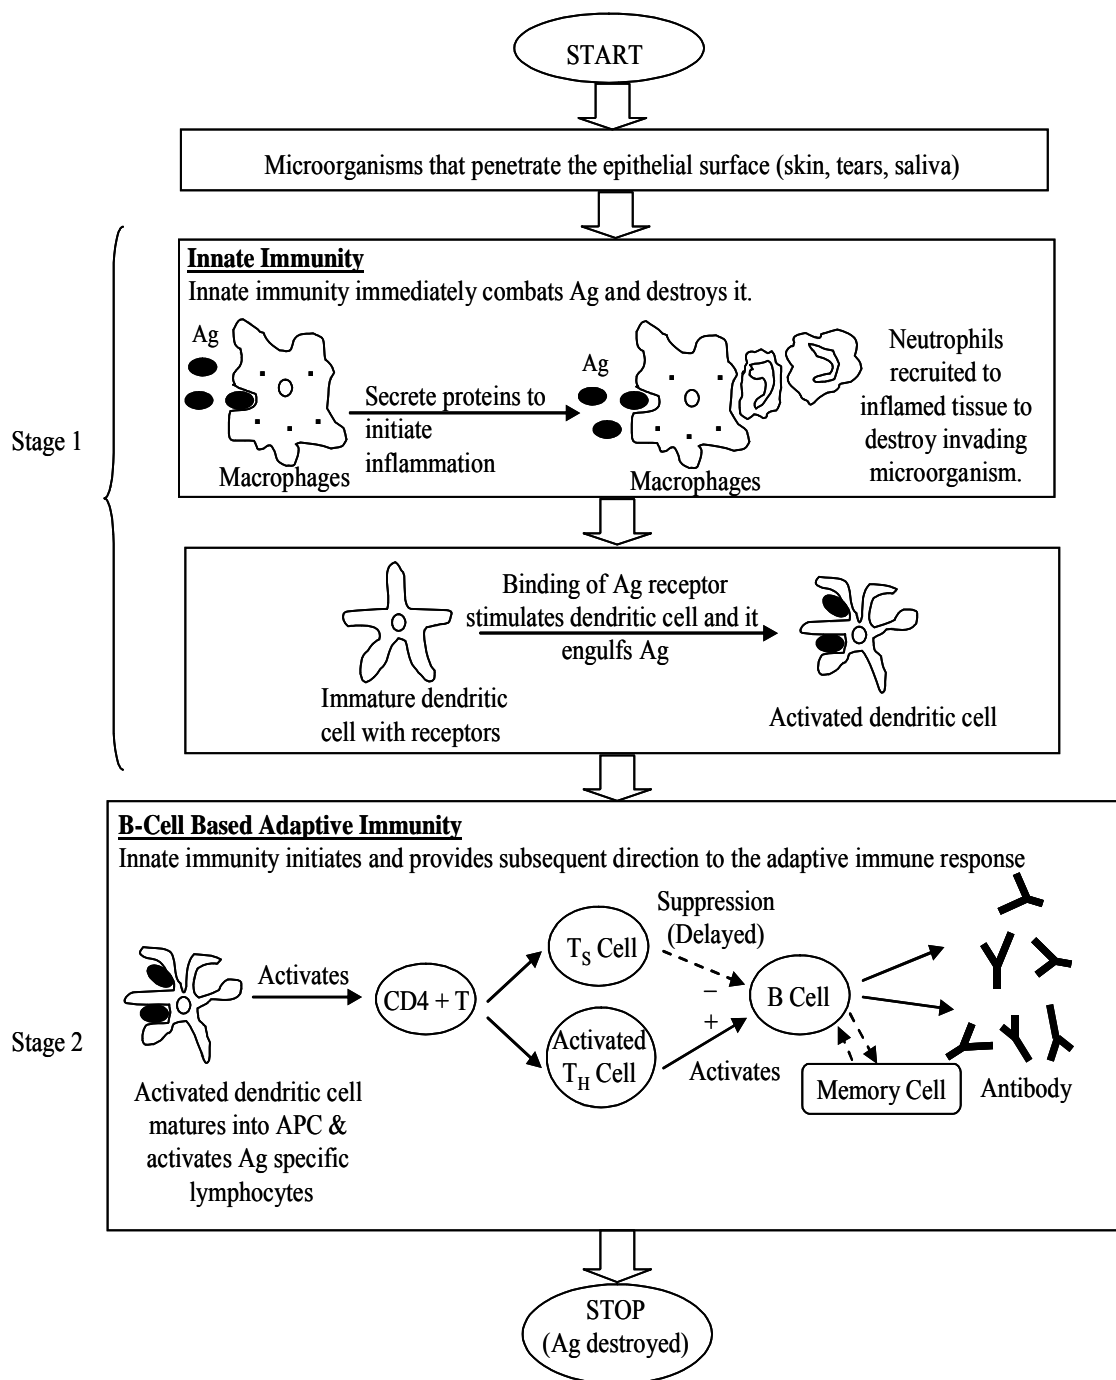 START
Microorganisms that penetrate the epithelial surface (skin, tears, saliva)
Stage 1
Innate Immunity
Innate immunity immediately combats Ag and destroys it.
Ag
Macrophages
Secrete proteins to
initiate
inflammation
Ag
Macrophages
Neutrophils
recruited to
inflamed tissue to
destroy invading
microorganism.
Immature dendritic
cell with receptors
Binding of Ag receptor
stimulates dendritic cell and it
engulfs Ag
Activated dendritic cell
Stage 2
B-Cell Based Adaptive Immunity
Innate immunity initiates and provides subsequent direction to the adaptive immune response
Activated dendritic cell
matures into APC &
activates Ag specific
lymphocytes
Activates
CD4 + T
TS Cell
Activated
TH Cell
Suppression
(Delayed)
−
+
Activates
B Cell
Memory Cell
Antibody
STOP
(Ag destroyed)